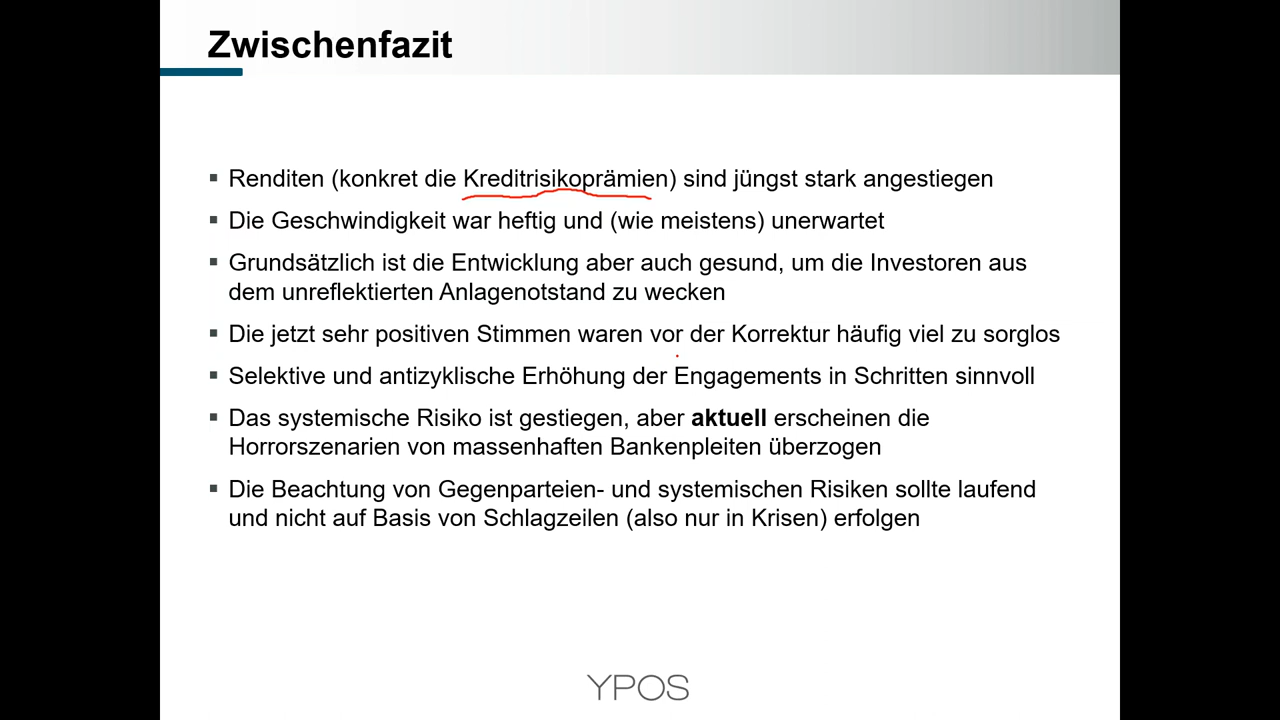 Zwischenfazit
▪ Renditen (konkret die Kreditrisikoprämien) sind jüngst stark angestiegen
▪ Die Geschwindigkeit war heftig und (wie meistens) unerwartet
▪ Grundsätzlich ist die Entwicklung aber auch gesund, um die Investoren aus
dem unreflektierten Anlagenotstand zu wecken
▪ Die jetzt sehr positiven Stimmen waren vor der Korrektur häufig viel zu sorglos
▪ Selektive und antizyklische Erhöhung der Engagements in Schritten sinnvoll
▪ Das systemische Risiko ist gestiegen, aber aktuell erscheinen die
Horrorszenarien von massenhaften Bankenpleiten überzogen
▪ Die Beachtung von Gegenparteien- und systemischen Risiken sollte laufend
und nicht auf Basis von Schlagzeilen (also nur in Krisen) erfolgen
YPOS